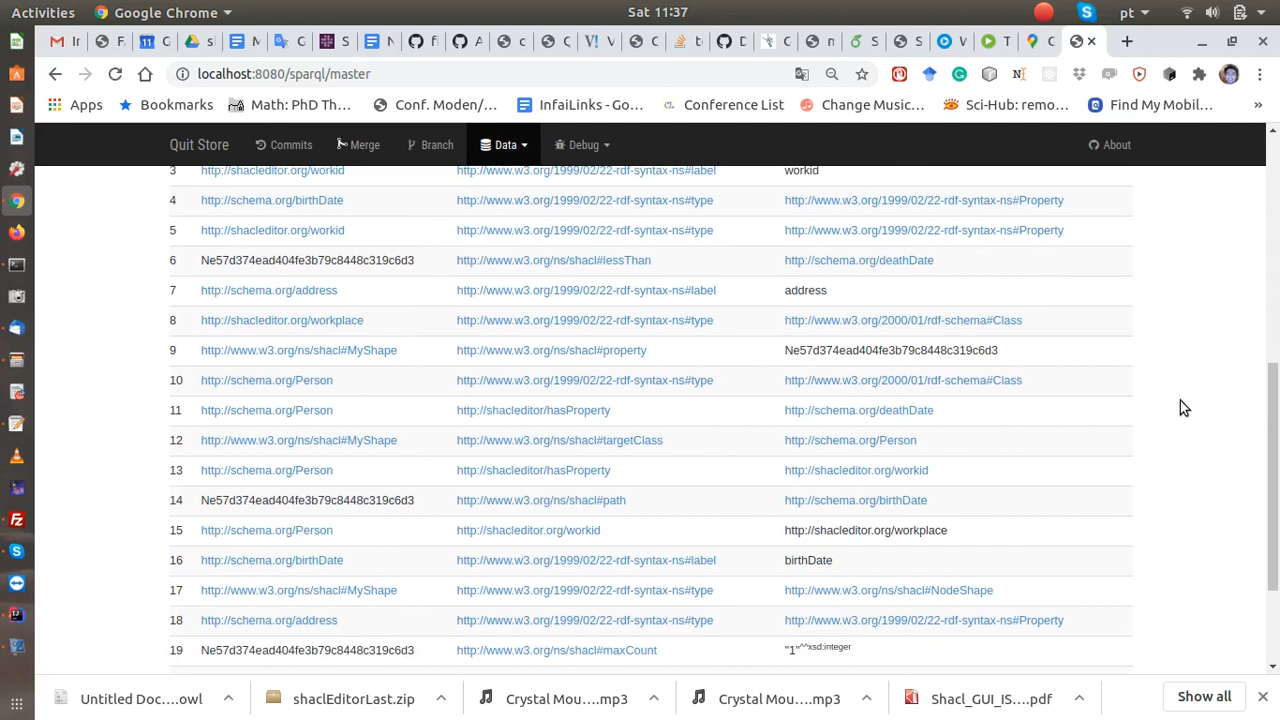 Activities Google Chrome Sat 11:37 pt
localhost:8080/sparql/master
Apps Bookmarks Math: PhD Th... Conf. Moden/... InfaiLinks - Go... Conference List Change Music... Sci-Hub: remo... Find My Mobil... »
Quit Store Commits Merge Branch Data Debug About
3 http://shacleditor.org/workid http://www.w3.org/1999/02/22-rdf-syntax-ns#label workid
4 http://schema.org/birthDate http://www.w3.org/1999/02/22-rdf-syntax-ns#type http://www.w3.org/1999/02/22-rdf-syntax-ns#Property
5 http://shacleditor.org/workid http://www.w3.org/1999/02/22-rdf-syntax-ns#type http://www.w3.org/1999/02/22-rdf-syntax-ns#Property
6 Ne57d374ead404fe3b79c8448c319c6d3 http://www.w3.org/ns/shacl#lessThan http://schema.org/deathDate
7 http://schema.org/address http://www.w3.org/1999/02/22-rdf-syntax-ns#label address
8 http://shacleditor.org/workplace http://www.w3.org/1999/02/22-rdf-syntax-ns#type http://www.w3.org/2000/01/rdf-schema#Class
9 http://www.w3.org/ns/shacl#MyShape http://www.w3.org/ns/shacl#property Ne57d374ead404fe3b79c8448c319c6d3
10 http://schema.org/Person http://www.w3.org/1999/02/22-rdf-syntax-ns#type http://www.w3.org/2000/01/rdf-schema#Class
11 http://schema.org/Person http://shacleditor/hasProperty http://schema.org/deathDate
12 http://www.w3.org/ns/shacl#MyShape http://www.w3.org/ns/shacl#targetClass http://schema.org/Person
13 http://schema.org/Person http://shacleditor/hasProperty http://shacleditor.org/workid
14 Ne57d374ead404fe3b79c8448c319c6d3 http://www.w3.org/ns/shacl#path http://schema.org/birthDate
15 http://schema.org/Person http://shacleditor.org/workid http://shacleditor.org/workplace
16 http://schema.org/birthDate http://www.w3.org/1999/02/22-rdf-syntax-ns#label birthDate
17 http://www.w3.org/ns/shacl#MyShape http://www.w3.org/1999/02/22-rdf-syntax-ns#type http://www.w3.org/ns/shacl#NodeShape
18 http://schema.org/address http://www.w3.org/1999/02/22-rdf-syntax-ns#type http://www.w3.org/1999/02/22-rdf-syntax-ns#Property
19 Ne57d374ead404fe3b79c8448c319c6d3 http://www.w3.org/ns/shacl#maxCount "1"^^xsd:integer
Untitled Doc....owl shaclEditorLast.zip Crystal Mou....mp3 Crystal Mou....mp3 Shacl_GUI_IS....pdf Show all